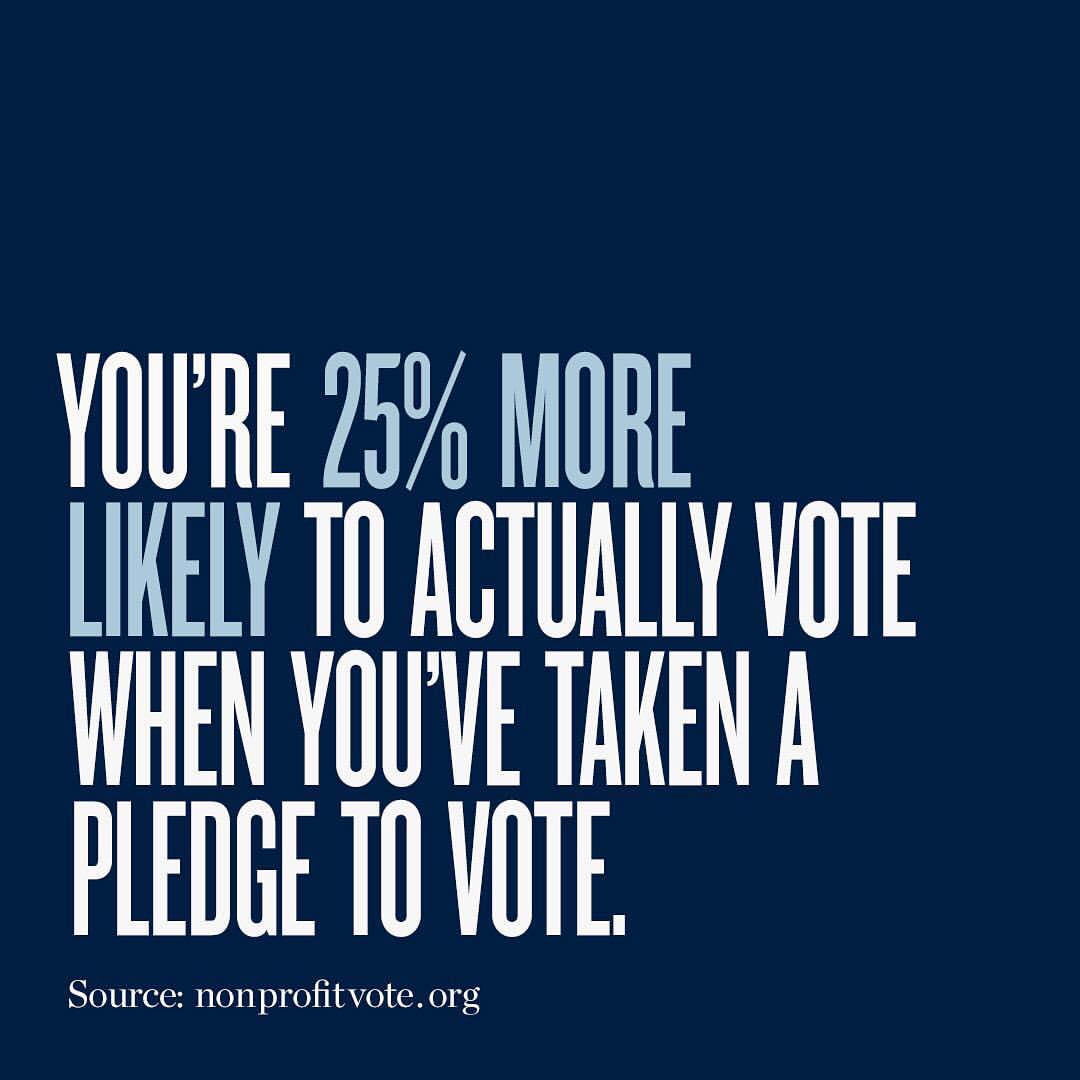 YOU’RE 25% MORE
LIKELY TO ACTUALLY VOTE
WHEN YOU’VE TAKEN A
PLEDGE TO VOTE.
Source: nonprofitvote.org